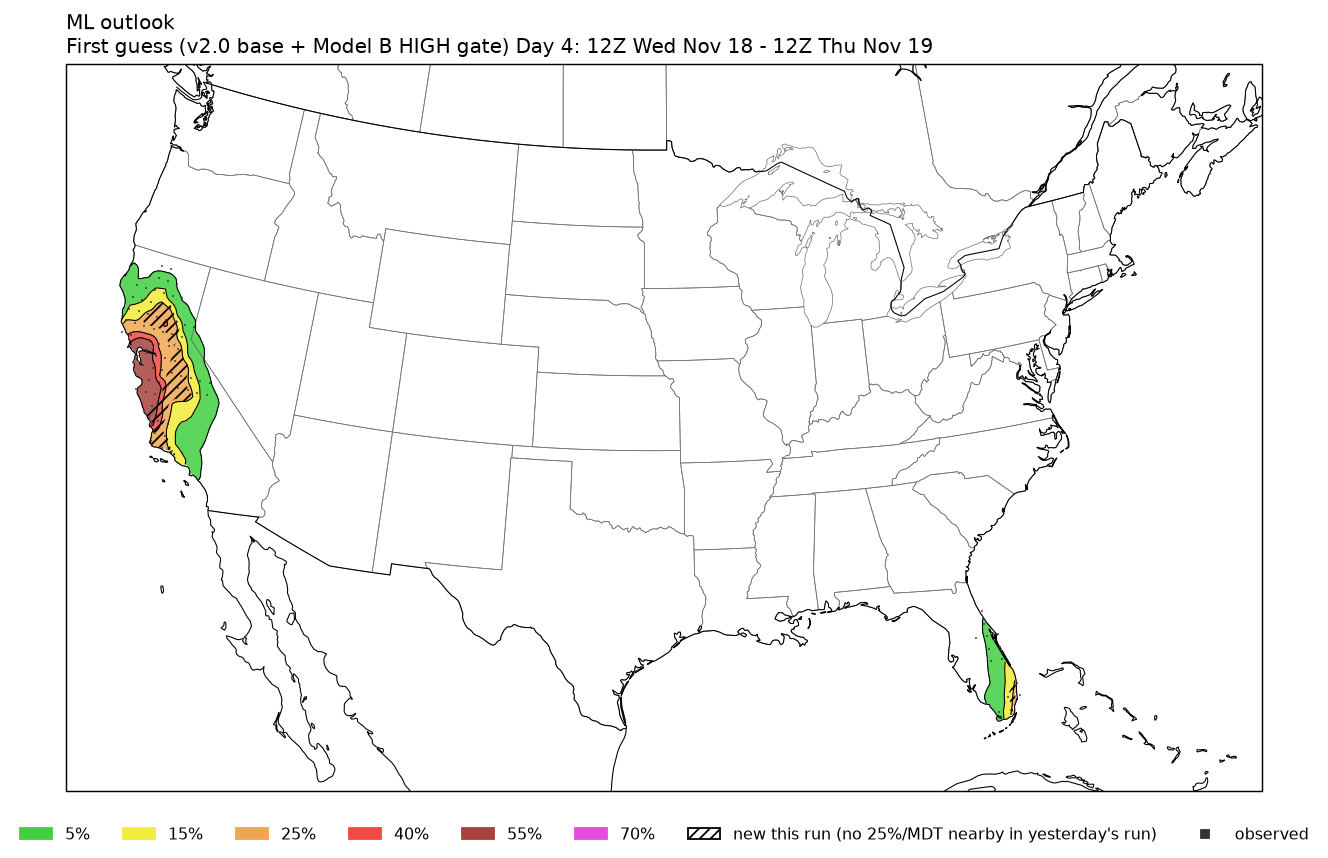 ML outlook
First guess (v2.0 base + Model B HIGH gate) Day 4: 12Z Wed Nov 18 - 12Z Thu Nov 19
5% 15% 25% 40% 55% 70% new this run (no 25%/MDT nearby in yesterday's run) observed